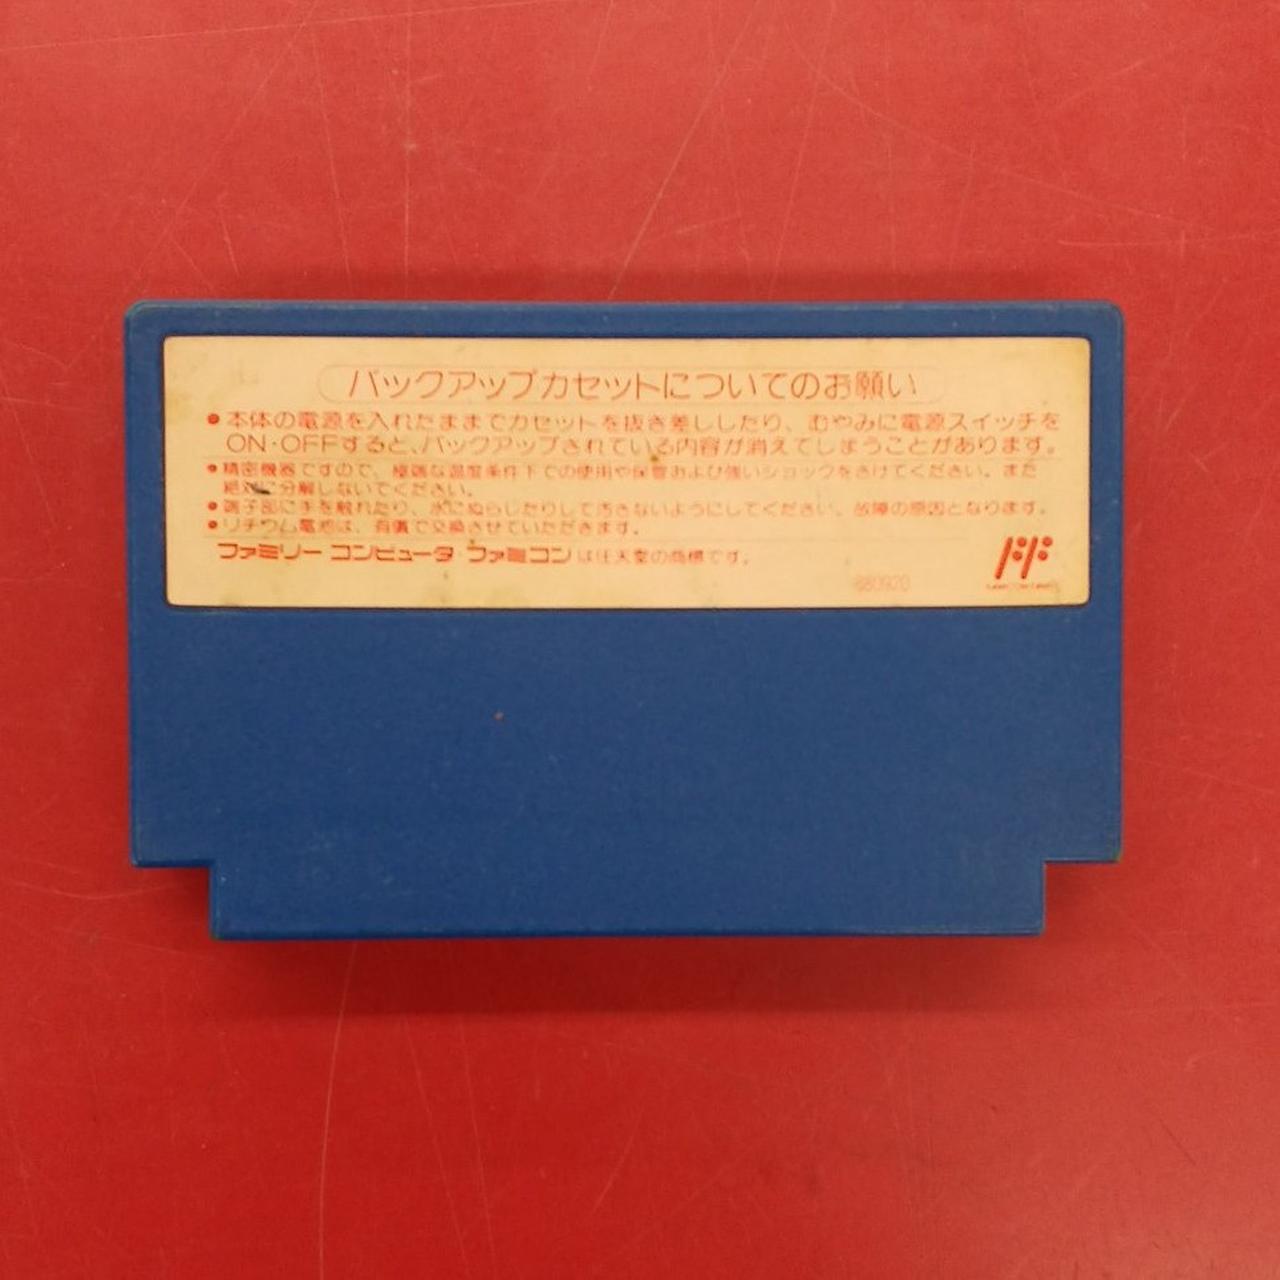 バックアップカセットについてのお願い
●本体の電源を入れたままでカセットを抜き差ししたり、むやみに電源スイッチを
ON・OFFすると、バックアップされている内容が消えてしまうことがあります。
●精密機器ですので、極端な温度条件下での使用や保管および強いショックをさけてください。また
絶対に分解しないでください。
●端子部に手を触れたり、水にぬらしたりして汚さないようにしてください。故障の原因となります。
●リチウム電池は、有償で交換させていただきます。
ファミリーコンピュータ・ファミコンは任天堂の商標です。